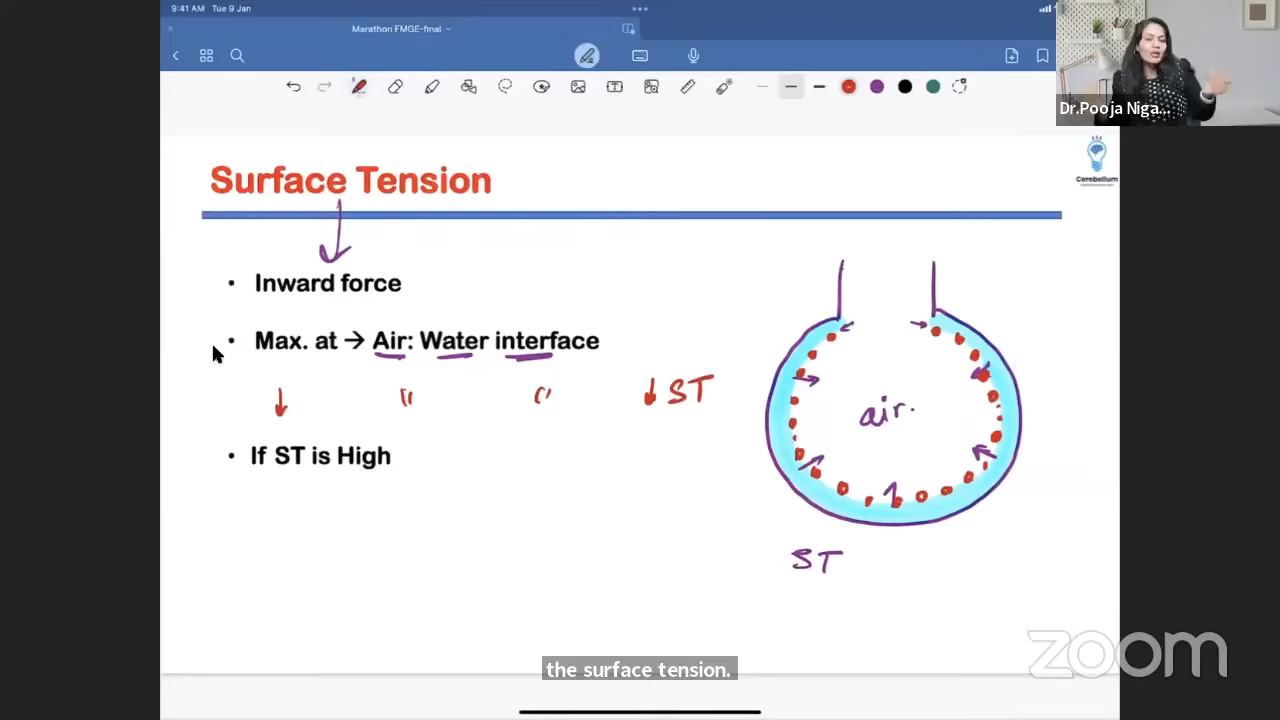 9:41 AM Tue 9 Jan
Marathon FMGE-final
Dr.Pooja Niga...
Cerebellum
Surface Tension
• Inward force
• Max. at → Air: Water interface
↓ " " ↓ ST
• If ST is High
air.
ST
zoom
the surface tension.